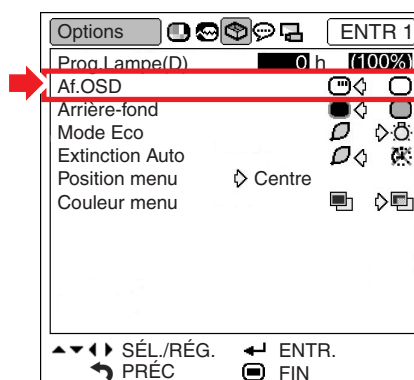 Options ENTR 1
Prog Lampe(D) 0 h (100%)
Af.OSD
Arrière-fond
Mode Eco
Extinction Auto
Position menu Centre
Couleur menu
SÉL./RÉG. ENTR.
PRÉC FIN